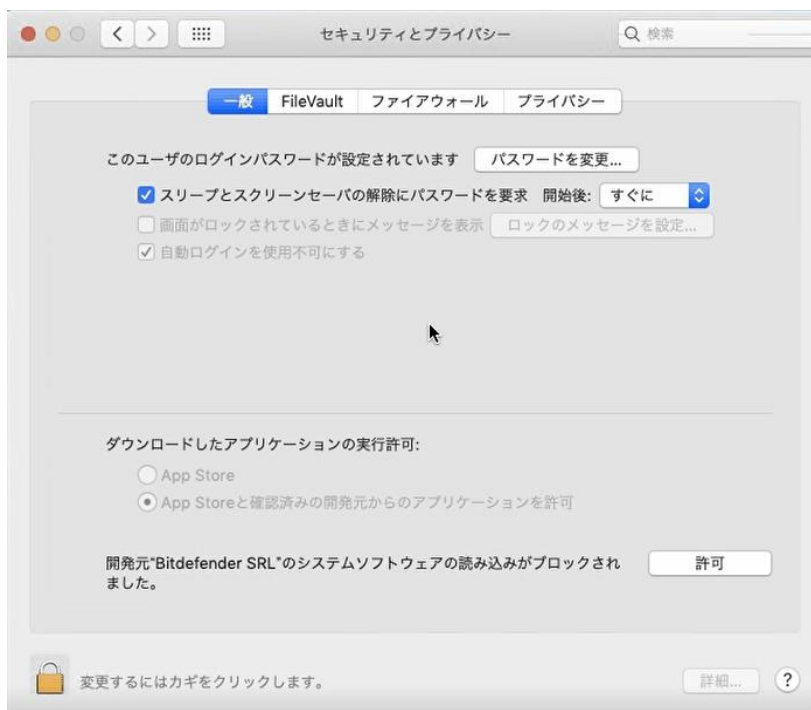 セキュリティとプライバシー
検索
一般 FileVault ファイアウォール プライバシー
このユーザのログインパスワードが設定されています パスワードを変更...
スリープとスクリーンセーバの解除にパスワードを要求 開始後: すぐに
画面がロックされているときにメッセージを表示 ロックのメッセージを設定...
自動ログインを使用不可にする
ダウンロードしたアプリケーションの実行許可:
App Store
App Storeと確認済みの開発元からのアプリケーションを許可
開発元"Bitdefender SRL"のシステムソフトウェアの読み込みがブロックされ
ました。
許可
変更するにはカギをクリックします。
詳細... ?